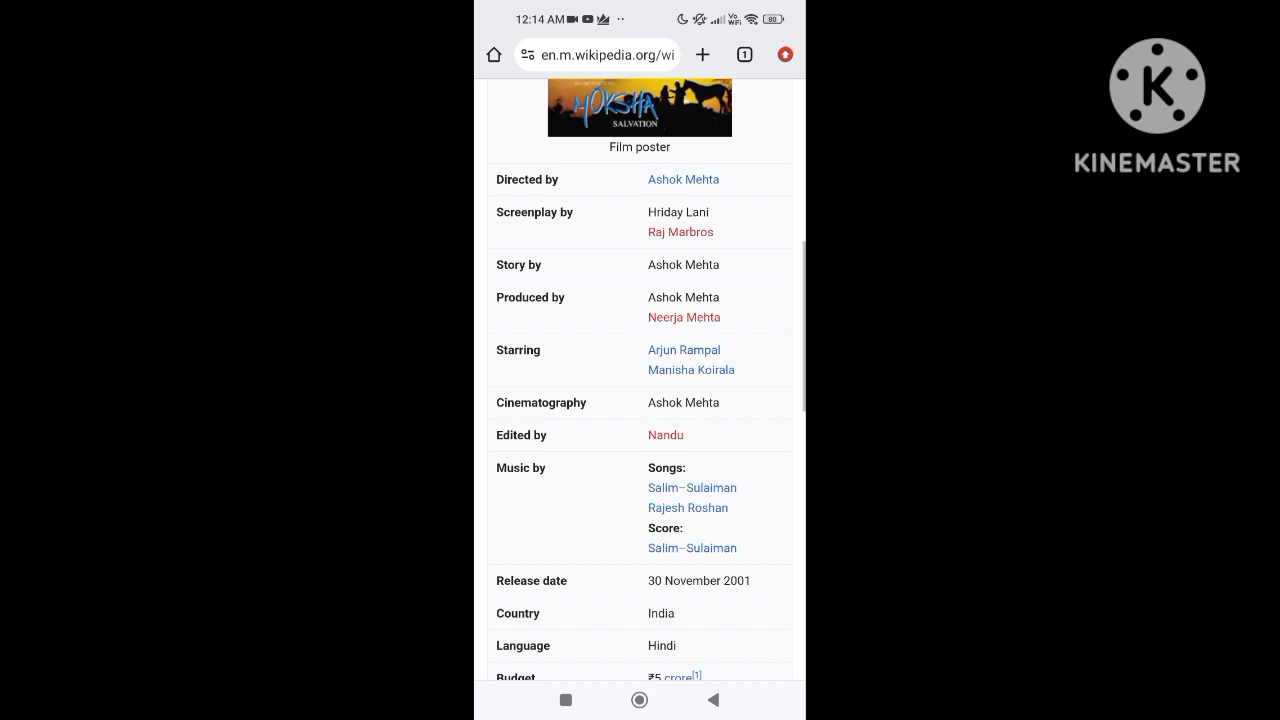 12:14 AM
Vo
WiFi
80
en.m.wikipedia.org/wi
1
K
KINEMASTER
MOKSHA
SALVATION
Film poster
Directed by Ashok Mehta
Screenplay by Hriday Lani
Raj Marbros
Story by Ashok Mehta
Produced by Ashok Mehta
Neerja Mehta
Starring Arjun Rampal
Manisha Koirala
Cinematography Ashok Mehta
Edited by Nandu
Music by Songs:
Salim–Sulaiman
Rajesh Roshan
Score:
Salim–Sulaiman
Release date 30 November 2001
Country India
Language Hindi
Budget ₹5 crore[1]